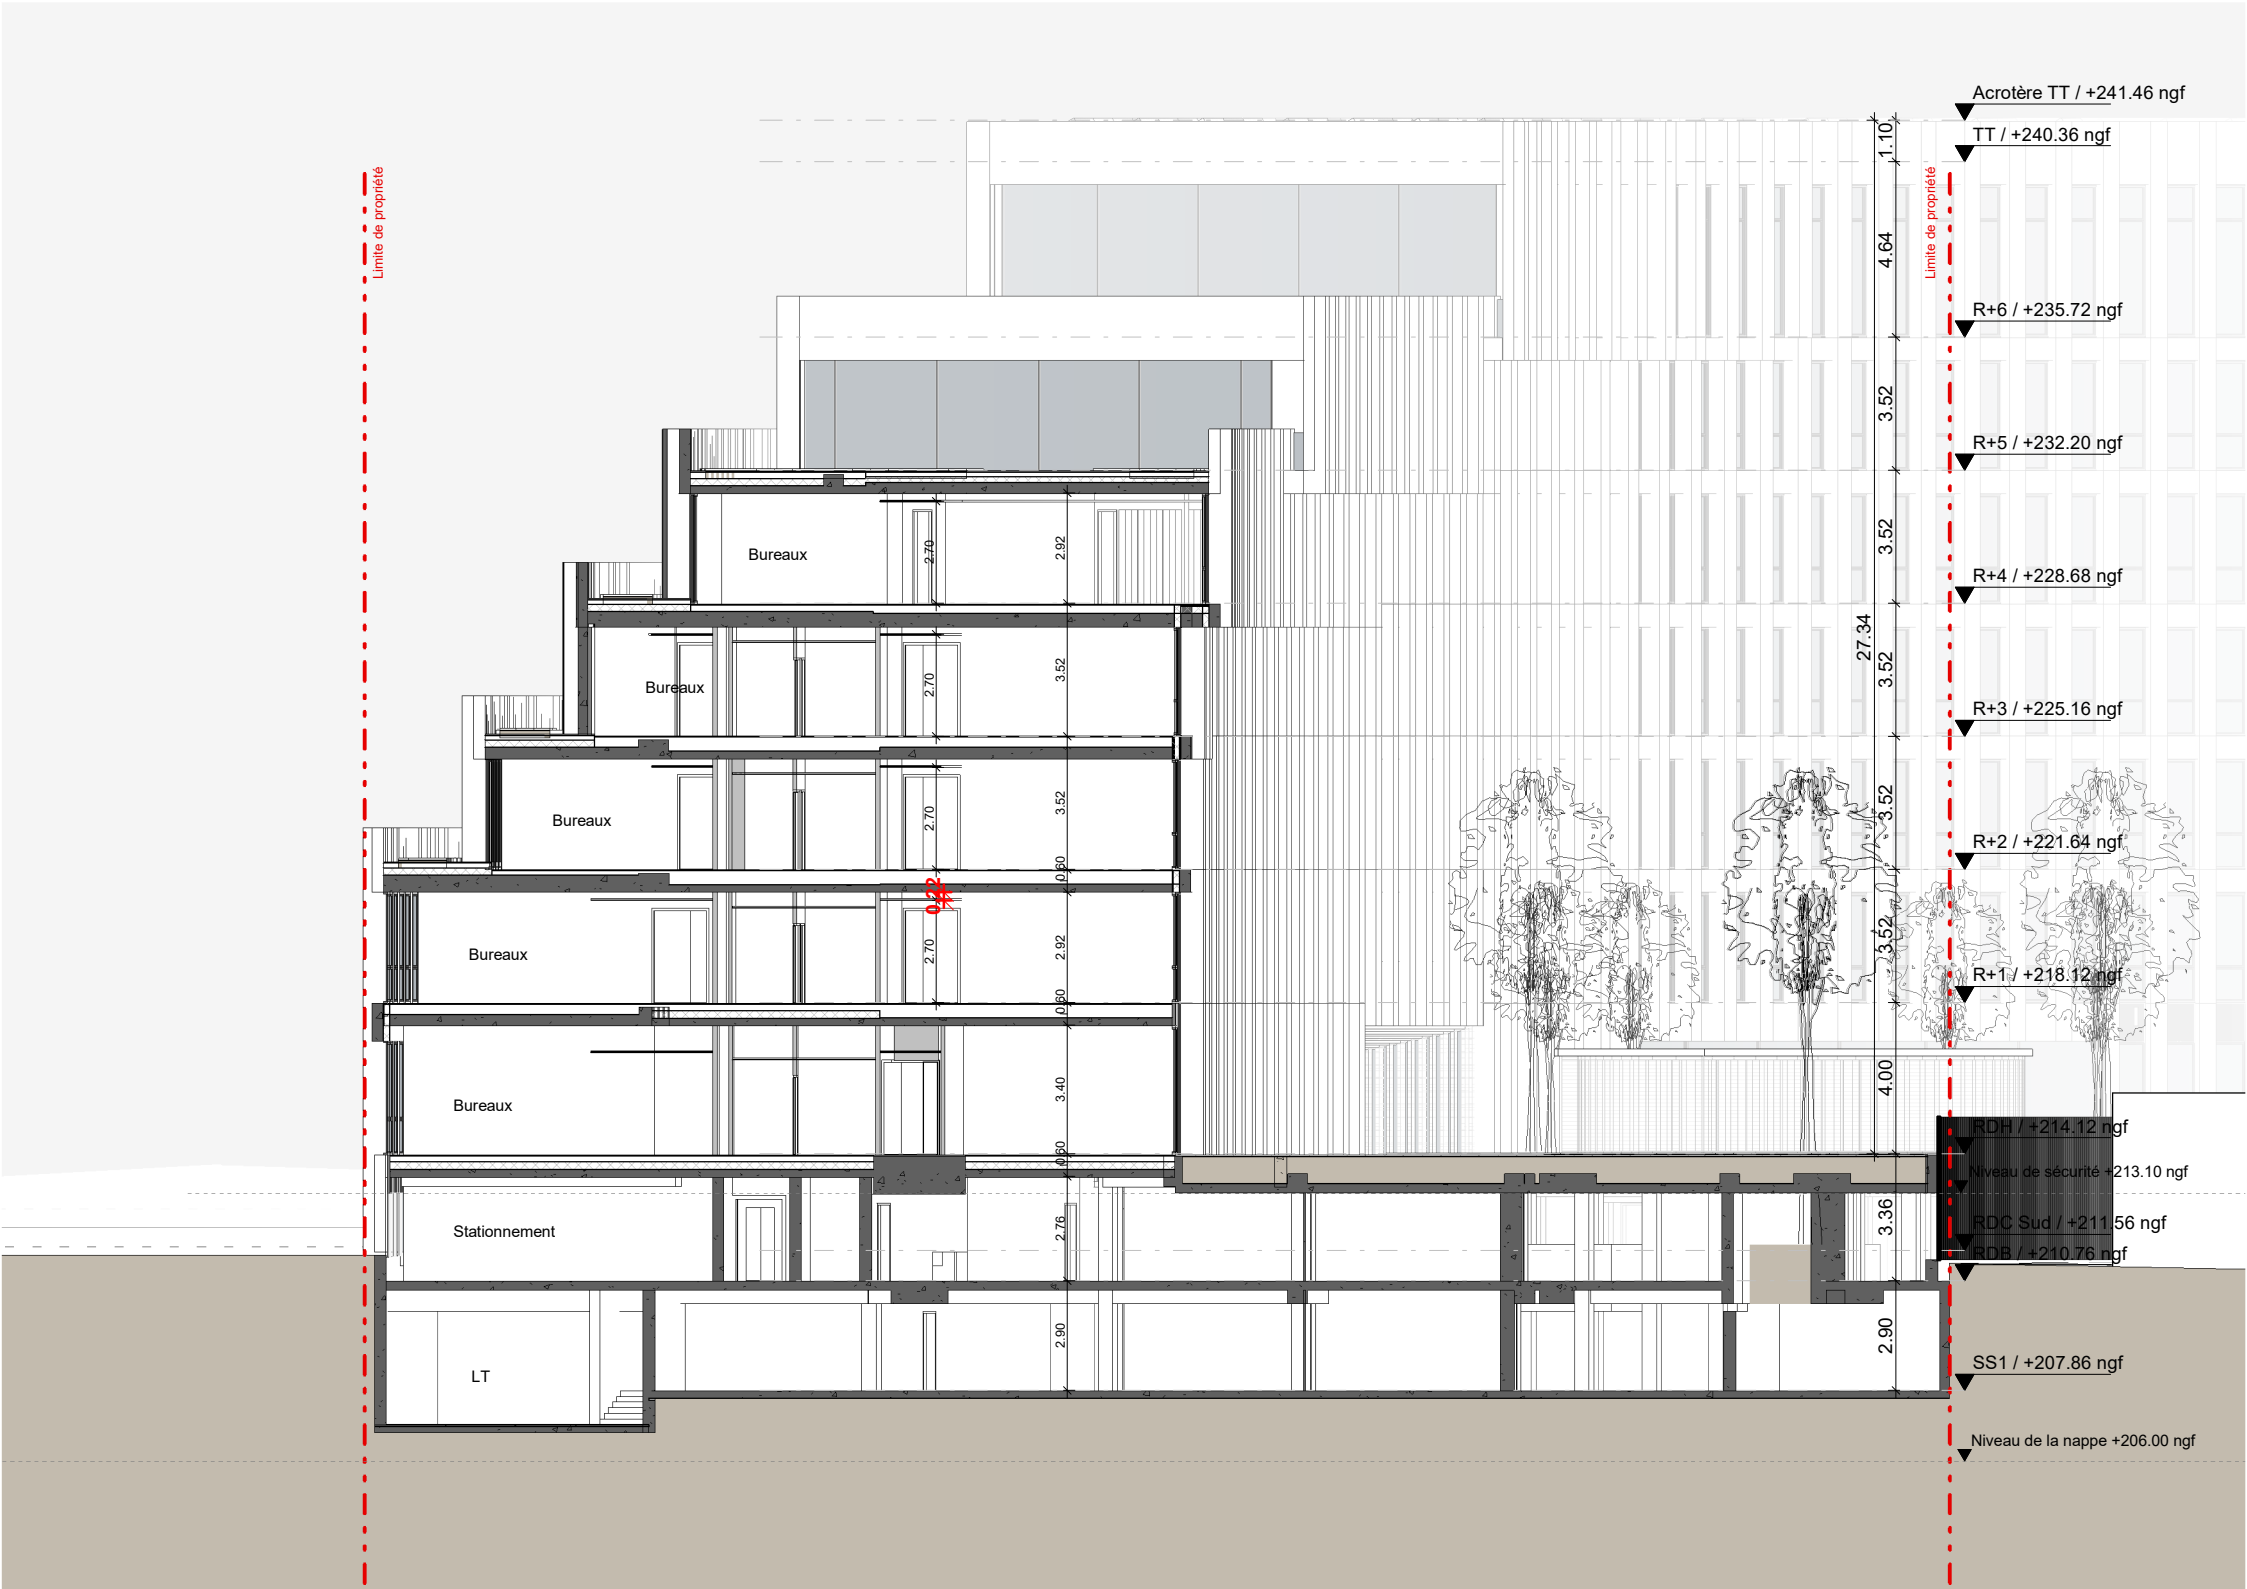 Acrotère TT / +241.46 ngf
1.10
TT / +240.36 ngf
Limite de propriété
Limite de propriété
4.64
R+6 / +235.72 ngf
3.52
R+5 / +232.20 ngf
Bureaux
2.70
2.92
3.52
R+4 / +228.68 ngf
27.34
Bureaux
2.70
3.52
3.52
R+3 / +225.16 ngf
Bureaux
2.70
3.52
3.52
R+2 / +221.64 ngf
0.60
0.22
Bureaux
2.70
2.92
3.52
R+1 / +218.12 ngf
0.60
Bureaux
3.40
4.00
RDH / +214.12 ngf
0.60
Niveau de sécurité +213.10 ngf
Stationnement
2.76
3.36
RDC Sud / +211.56 ngf
RDB / +210.76 ngf
2.90
2.90
LT
SS1 / +207.86 ngf
Niveau de la nappe +206.00 ngf